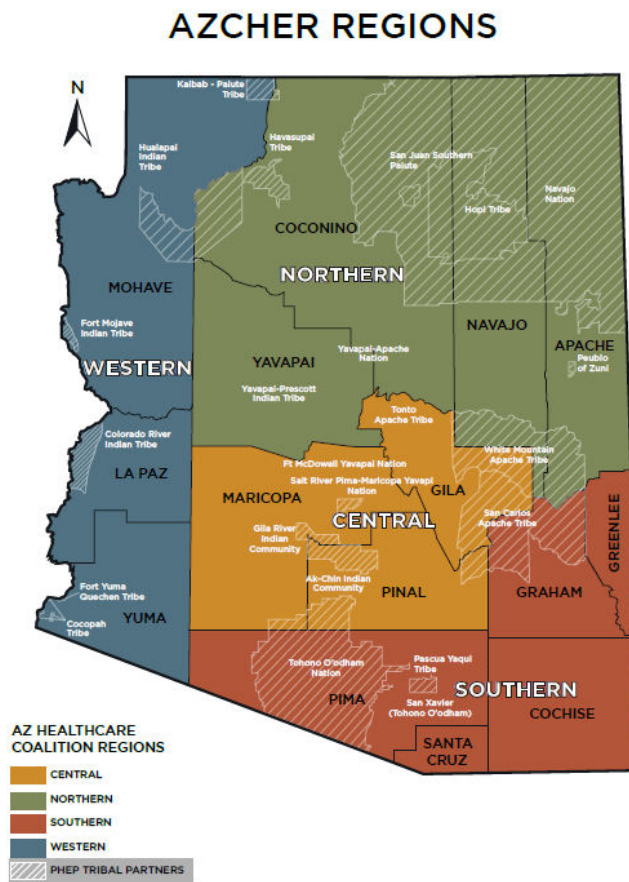 AZCHER REGIONS
N
Kaibab - Paiute
Tribe
Havasupai
Tribe
Hualapai
Indian
Tribe
San Juan Southern
Paiute
Hopi Tribe
Navajo
Nation
COCONINO
NORTHERN
MOHAVE
Fort Mojave
Indian Tribe
WESTERN
NAVAJO
APACHE
Peublo
of Zuni
YAVAPAI
Yavapai-Apache
Nation
Yavapai-Prescott
Indian Tribe
Tonto
Apache Tribe
Colorado River
Indian Tribe
LA PAZ
White Mountain
Apache Tribe
Ft McDowell Yavapai Nation
Salt River Pima-Maricopa Yavapi
Nation
MARICOPA
GILA
CENTRAL
San Carlos
Apache Tribe
GREENLEE
Gila River
Indian
Community
Ak-Chin Indian
Community
PINAL
GRAHAM
Fort Yuma
Quechen Tribe
Cocopah
Tribe
YUMA
Tohono O'odham
Nation
Pascua Yaqui
Tribe
PIMA
San Xavier
(Tohono O'odham)
SOUTHERN
COCHISE
SANTA
CRUZ
AZ HEALTHCARE
COALITION REGIONS
CENTRAL
NORTHERN
SOUTHERN
WESTERN
PHEP TRIBAL PARTNERS